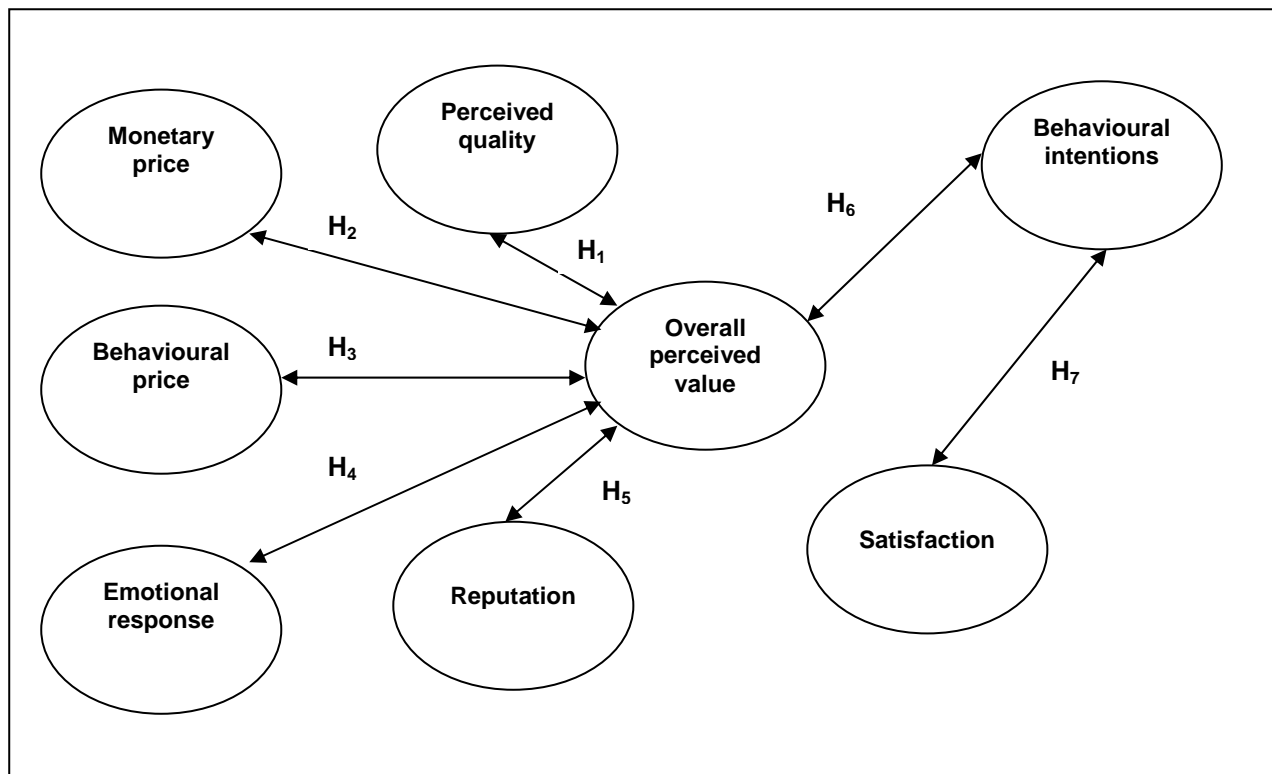 Monetary
price
Perceived
quality
Behavioural
intentions
H₂
H₁
H₆
Behavioural
price
H₃
Overall
perceived
value
H₇
H₄
H₅
Emotional
response
Reputation
Satisfaction